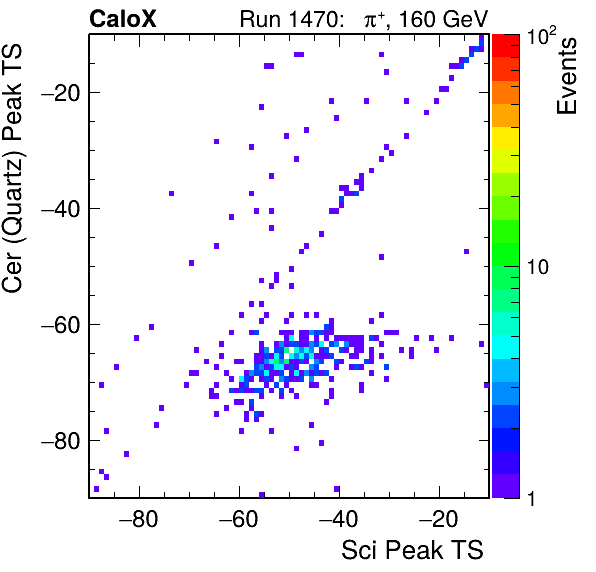 CaloX Run 1470: π⁺, 160 GeV
Cer (Quartz) Peak TS
−20
−40
−60
−80
−80 −60 −40 −20
Sci Peak TS
10²
10
1
Events